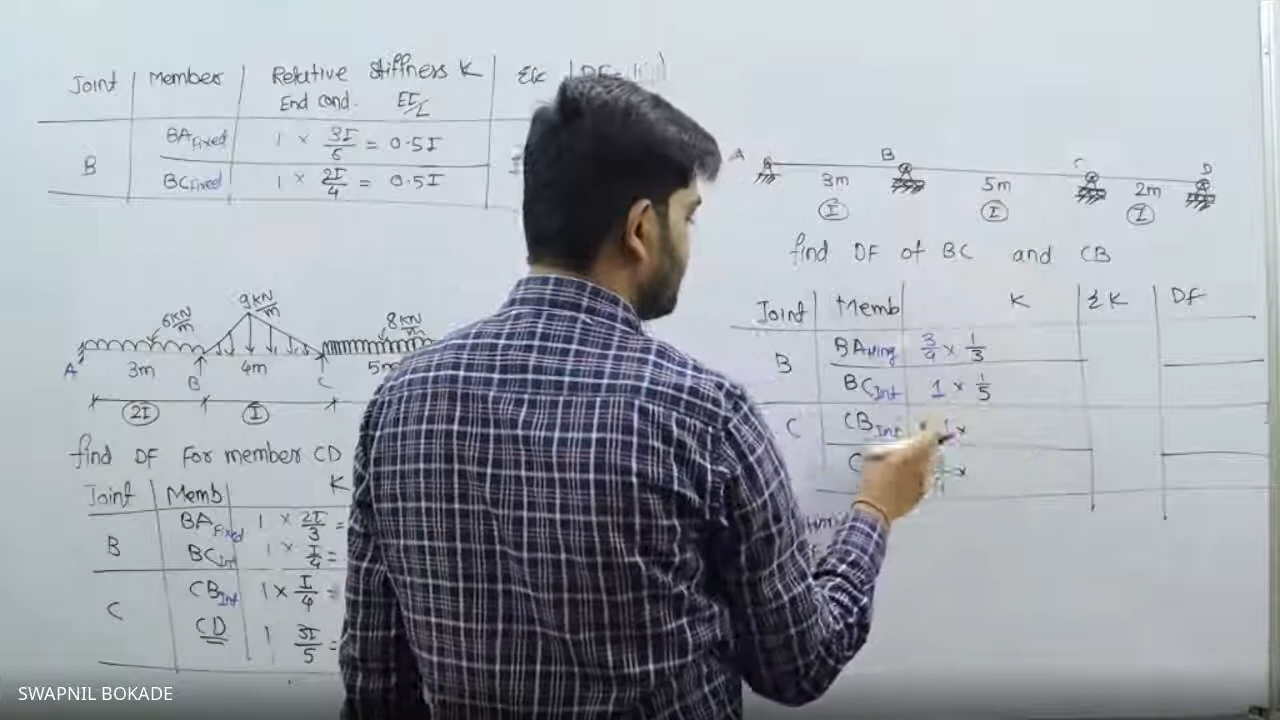 Joint Member Relative stiffness K ΣK DF=
End cond. EI/L
B BA Fixed 1 × 3I/6 = 0.5I
BC Fixed 1 × 2I/4 = 0.5I
6kN/m 9kN/m 8kN/m
A 3m B 4m C 5m
2I I
find DF For member CD
Joint Memb K
B BA Fixed 1 × 2I/3 =
BC Int 1 × I/4 =
C CB Int 1 × I/4 =
CD 1 3I/5 =
A B C D
3m 5m 2m
I I I
find DF of BC and CB
Joint Memb K ΣK DF
B BA Hing 3/4 × 1/3
BC Int 1 × 1/5
C CB Int 1 ×
C
SWAPNIL BOKADE